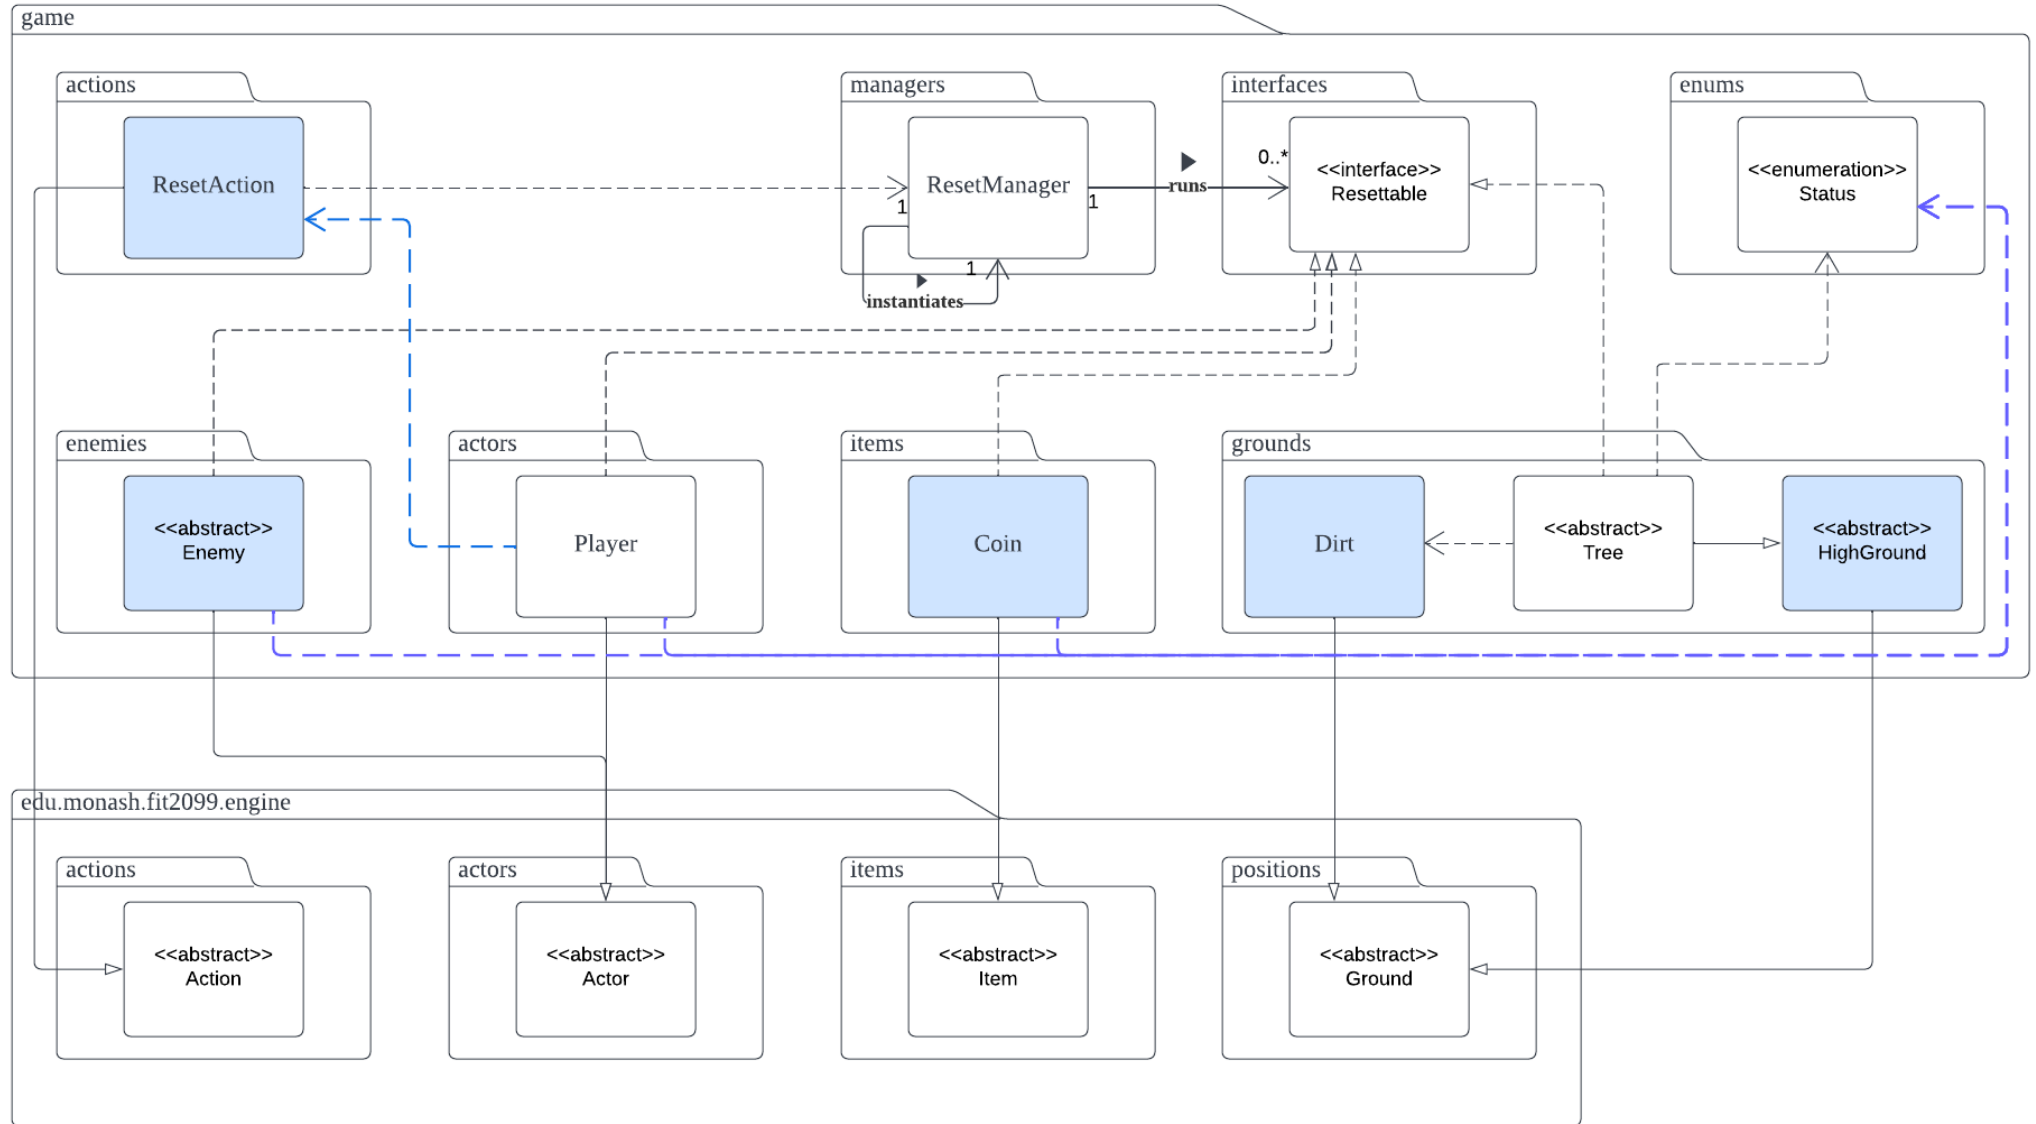 game
actions
managers
interfaces
enums
ResetAction
ResetManager
1
1
1
instantiates
runs
0..*
<<interface>>
Resettable
<<enumeration>>
Status
enemies
actors
items
grounds
<<abstract>>
Enemy
Player
Coin
Dirt
<<abstract>>
Tree
<<abstract>>
HighGround
edu.monash.fit2099.engine
actions
actors
items
positions
<<abstract>>
Action
<<abstract>>
Actor
<<abstract>>
Item
<<abstract>>
Ground